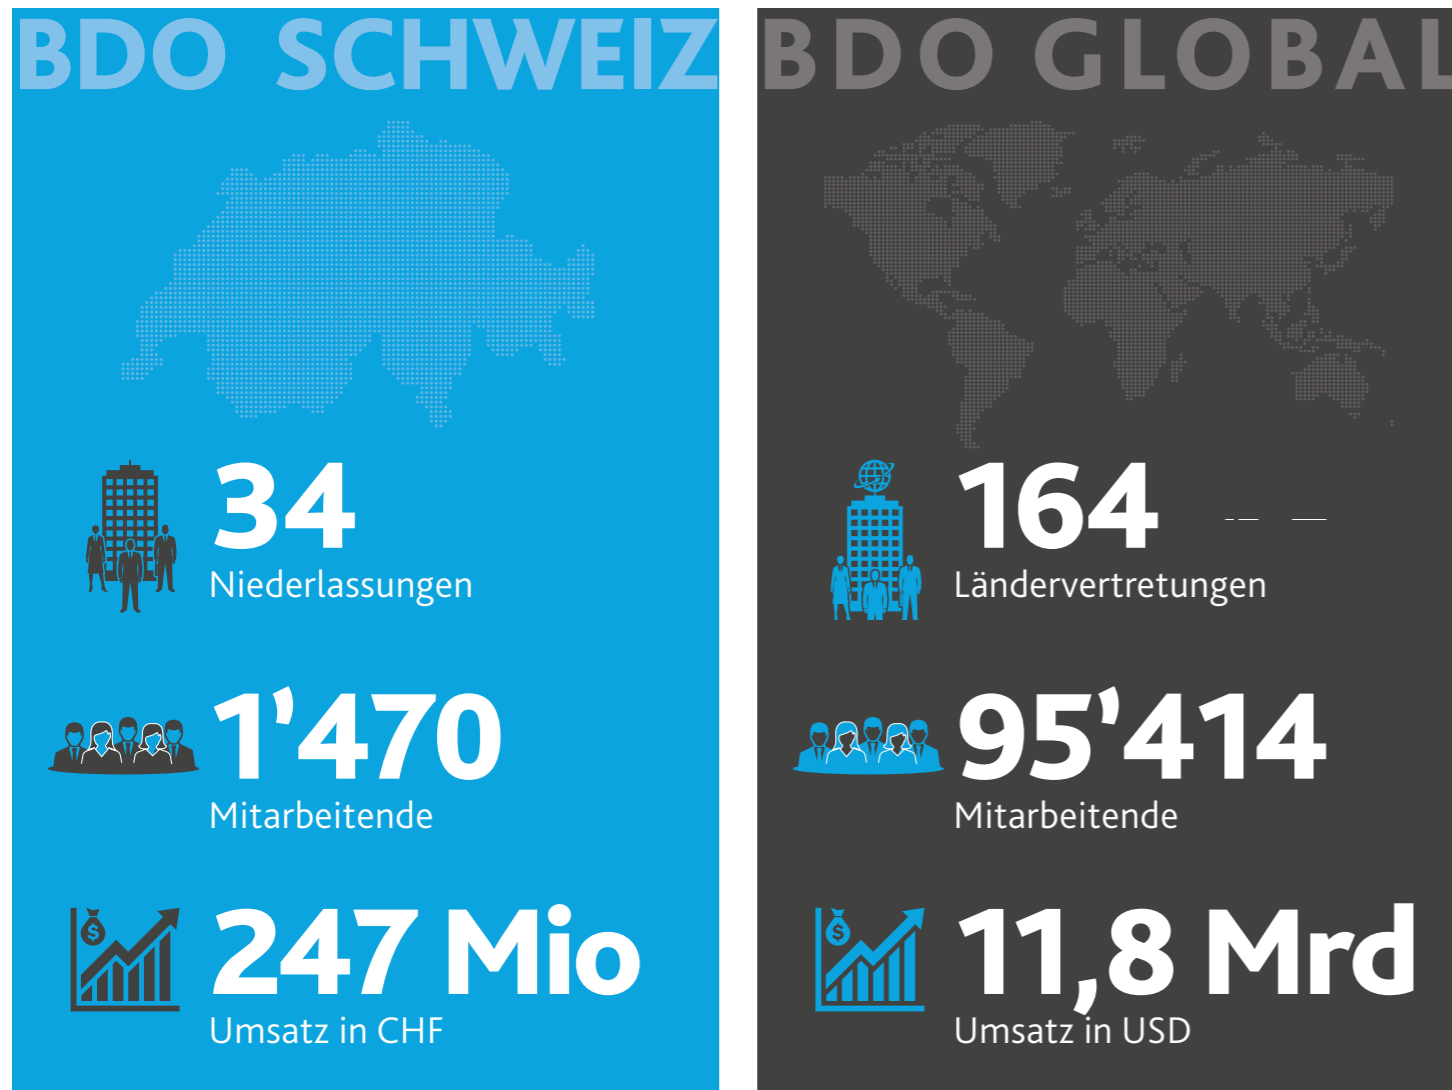 BDO SCHWEIZ
34
Niederlassungen
1’470
Mitarbeitende
$
247 Mio
Umsatz in CHF
BDO GLOBAL
164
Ländervertretungen
95’414
Mitarbeitende
$
11,8 Mrd
Umsatz in USD